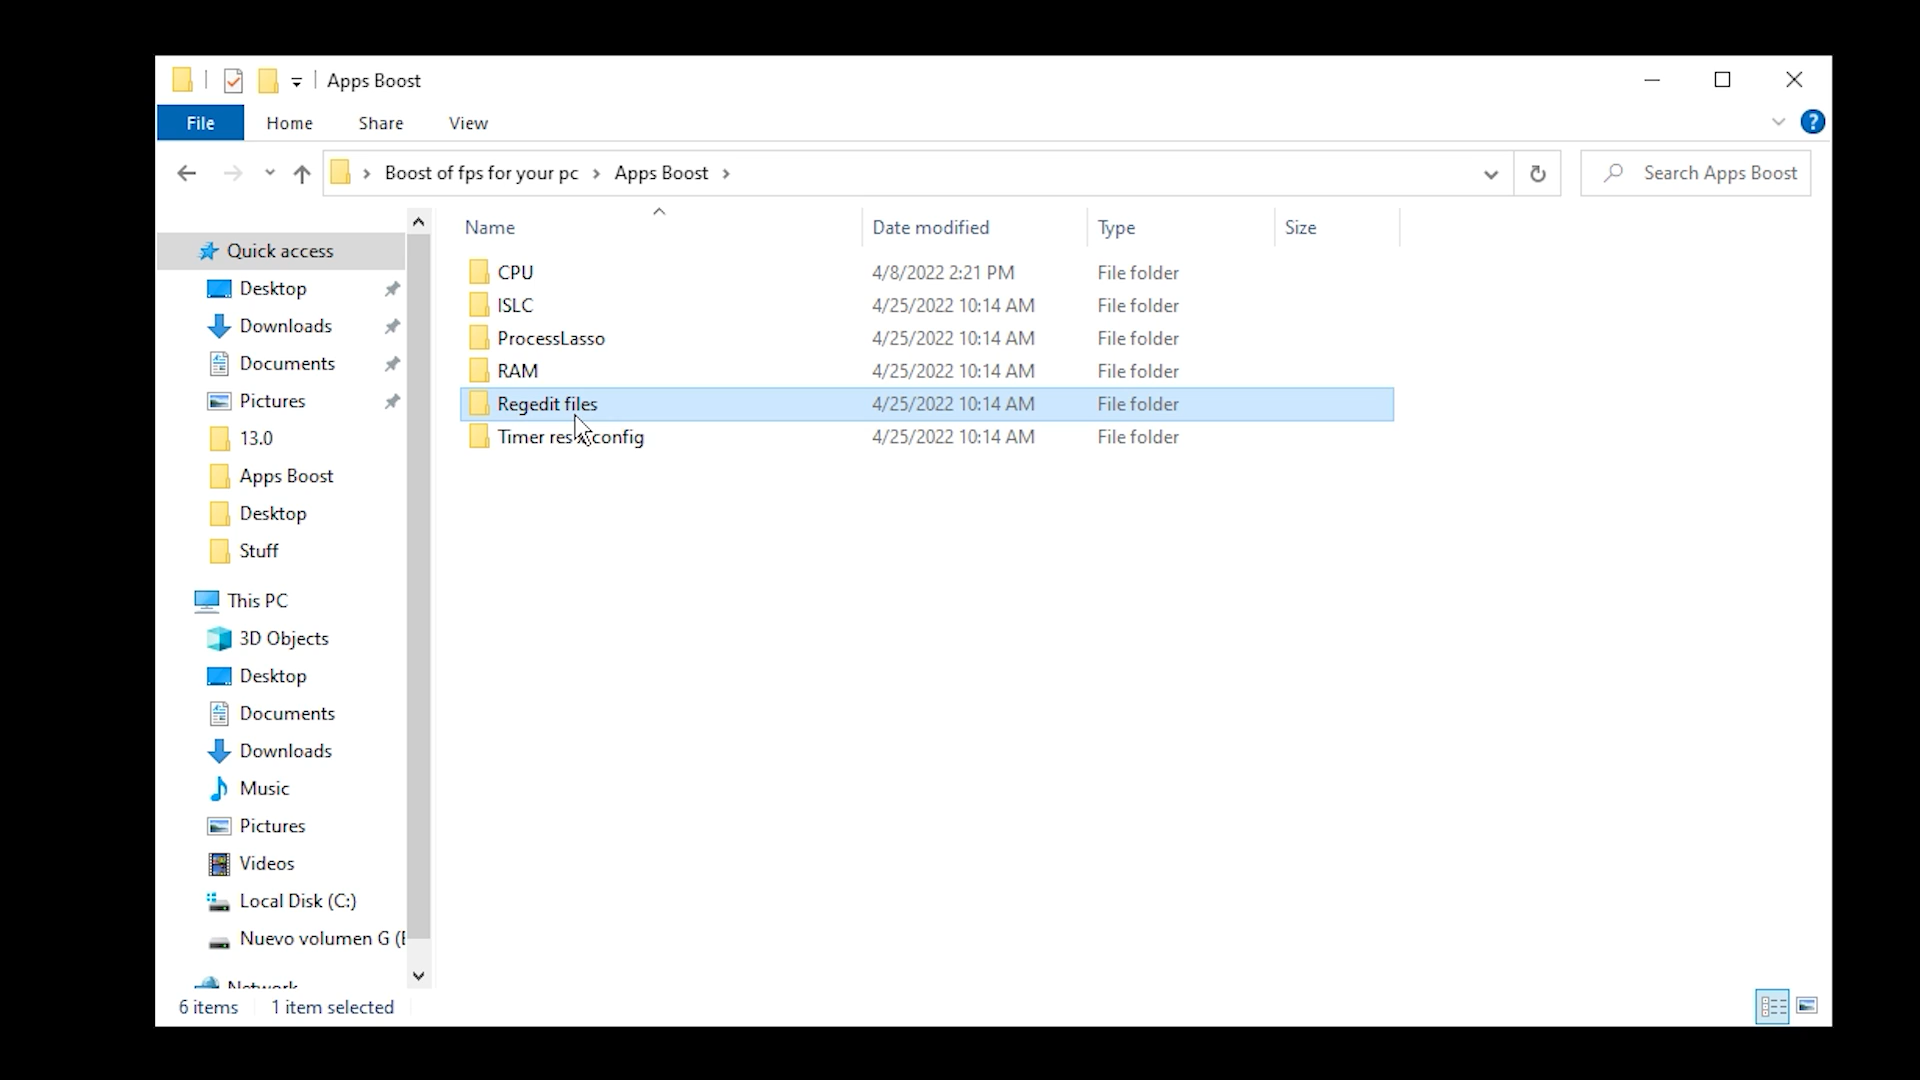 Apps Boost
File Home Share View
Boost of fps for your pc Apps Boost
Search Apps Boost
Name Date modified Type Size
CPU 4/8/2022 2:21 PM File folder
ISLC 4/25/2022 10:14 AM File folder
ProcessLasso 4/25/2022 10:14 AM File folder
RAM 4/25/2022 10:14 AM File folder
Regedit files 4/25/2022 10:14 AM File folder
Timer res config 4/25/2022 10:14 AM File folder
Quick access
Desktop
Downloads
Documents
Pictures
13.0
Apps Boost
Desktop
Stuff
This PC
3D Objects
Desktop
Documents
Downloads
Music
Pictures
Videos
Local Disk (C:)
Nuevo volumen G (
Network
6 items 1 item selected